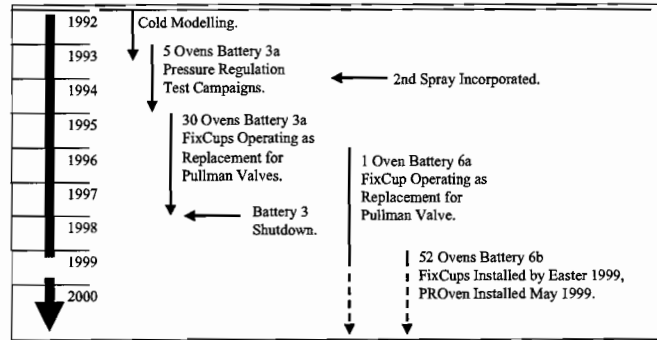 1992
Cold Modelling.
1993
5 Ovens Battery 3a
Pressure Regulation
Test Campaigns.
2nd Spray Incorporated.
1994
1995
30 Ovens Battery 3a
FixCups Operating as
Replacement for
Pullman Valves.
1996
1 Oven Battery 6a
FixCup Operating as
Replacement for
Pullman Valve.
1997
Battery 3
Shutdown.
1998
1999
52 Ovens Battery 6b
FixCups Installed by Easter 1999,
PROven Installed May 1999.
2000